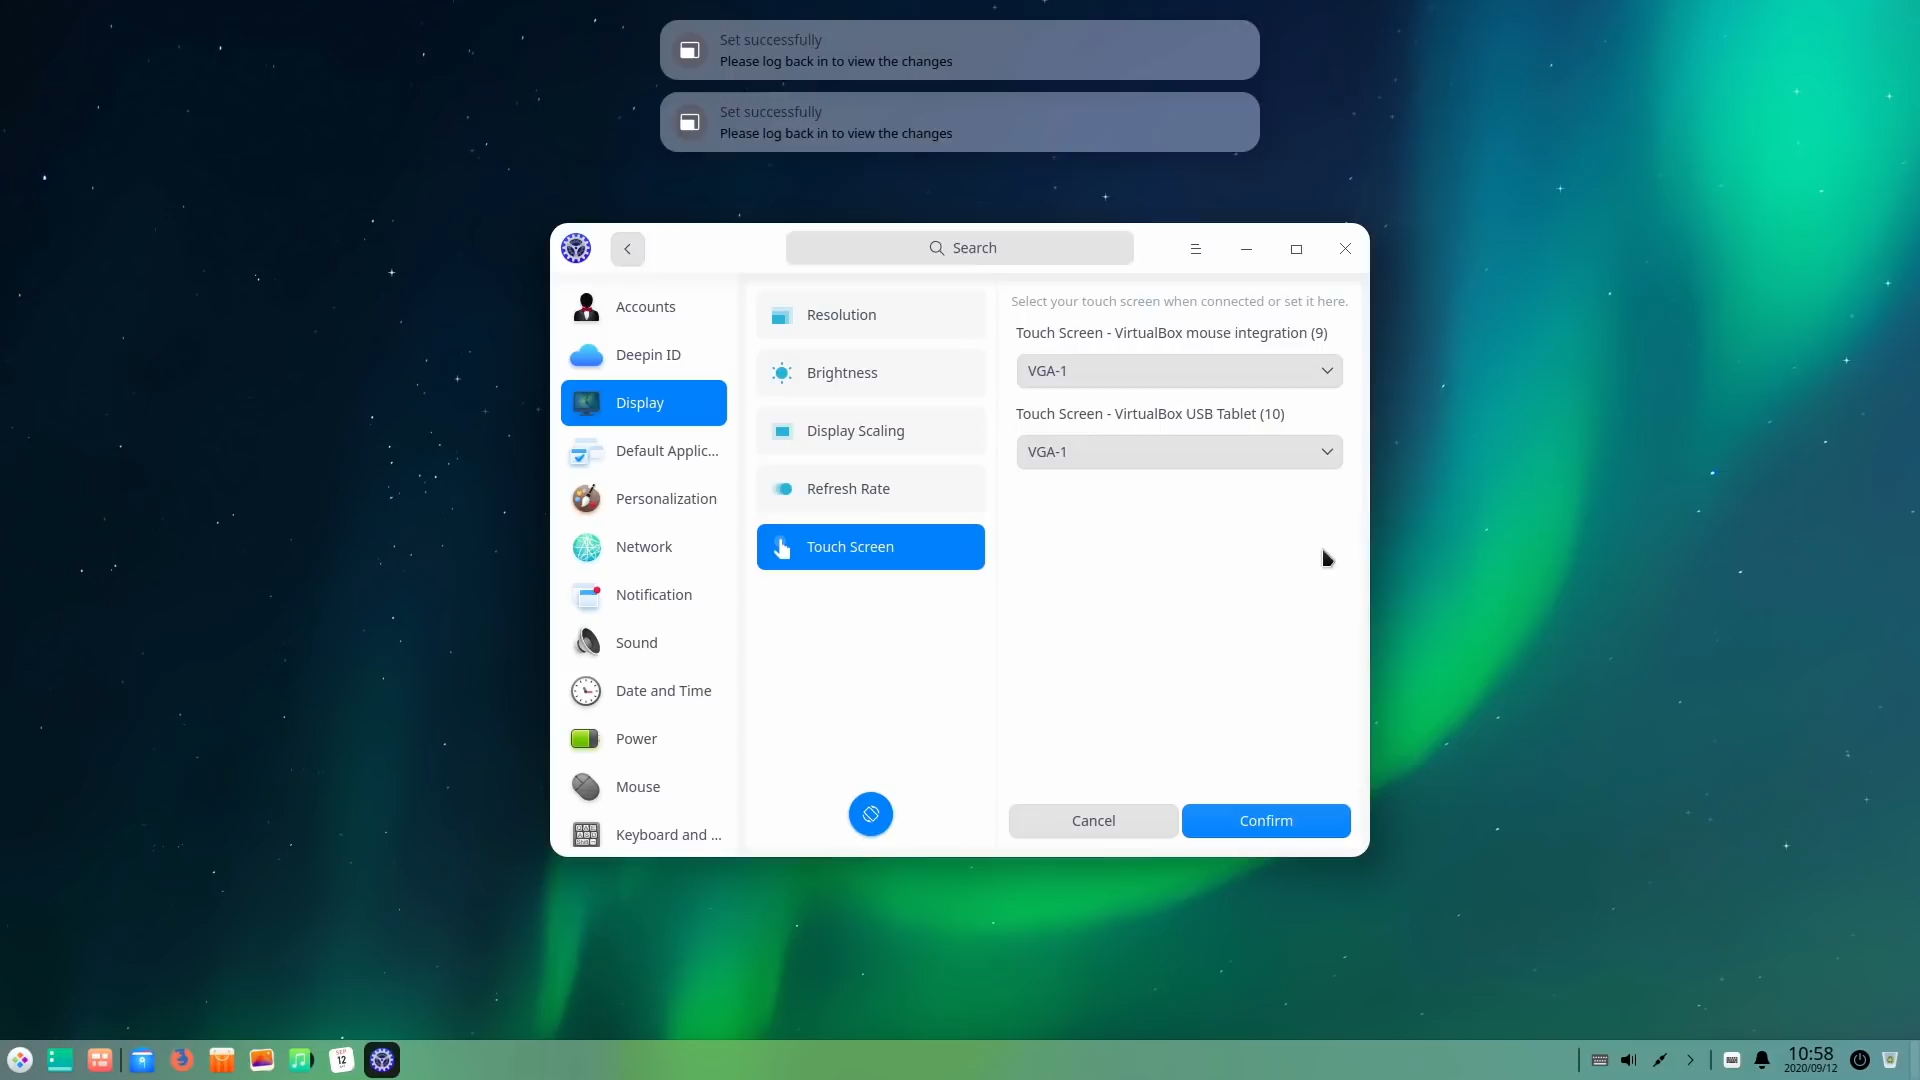 Set successfully
Please log back in to view the changes
Set successfully
Please log back in to view the changes
Search
Accounts
Deepin ID
Display
Default Applic...
Personalization
Network
Notification
Sound
Date and Time
Power
Mouse
Keyboard and ...
Resolution
Brightness
Display Scaling
Refresh Rate
Touch Screen
Select your touch screen when connected or set it here.
Touch Screen - VirtualBox mouse integration (9)
VGA-1
Touch Screen - VirtualBox USB Tablet (10)
VGA-1
Cancel
Confirm
SEP
12
10:58
2020/09/12